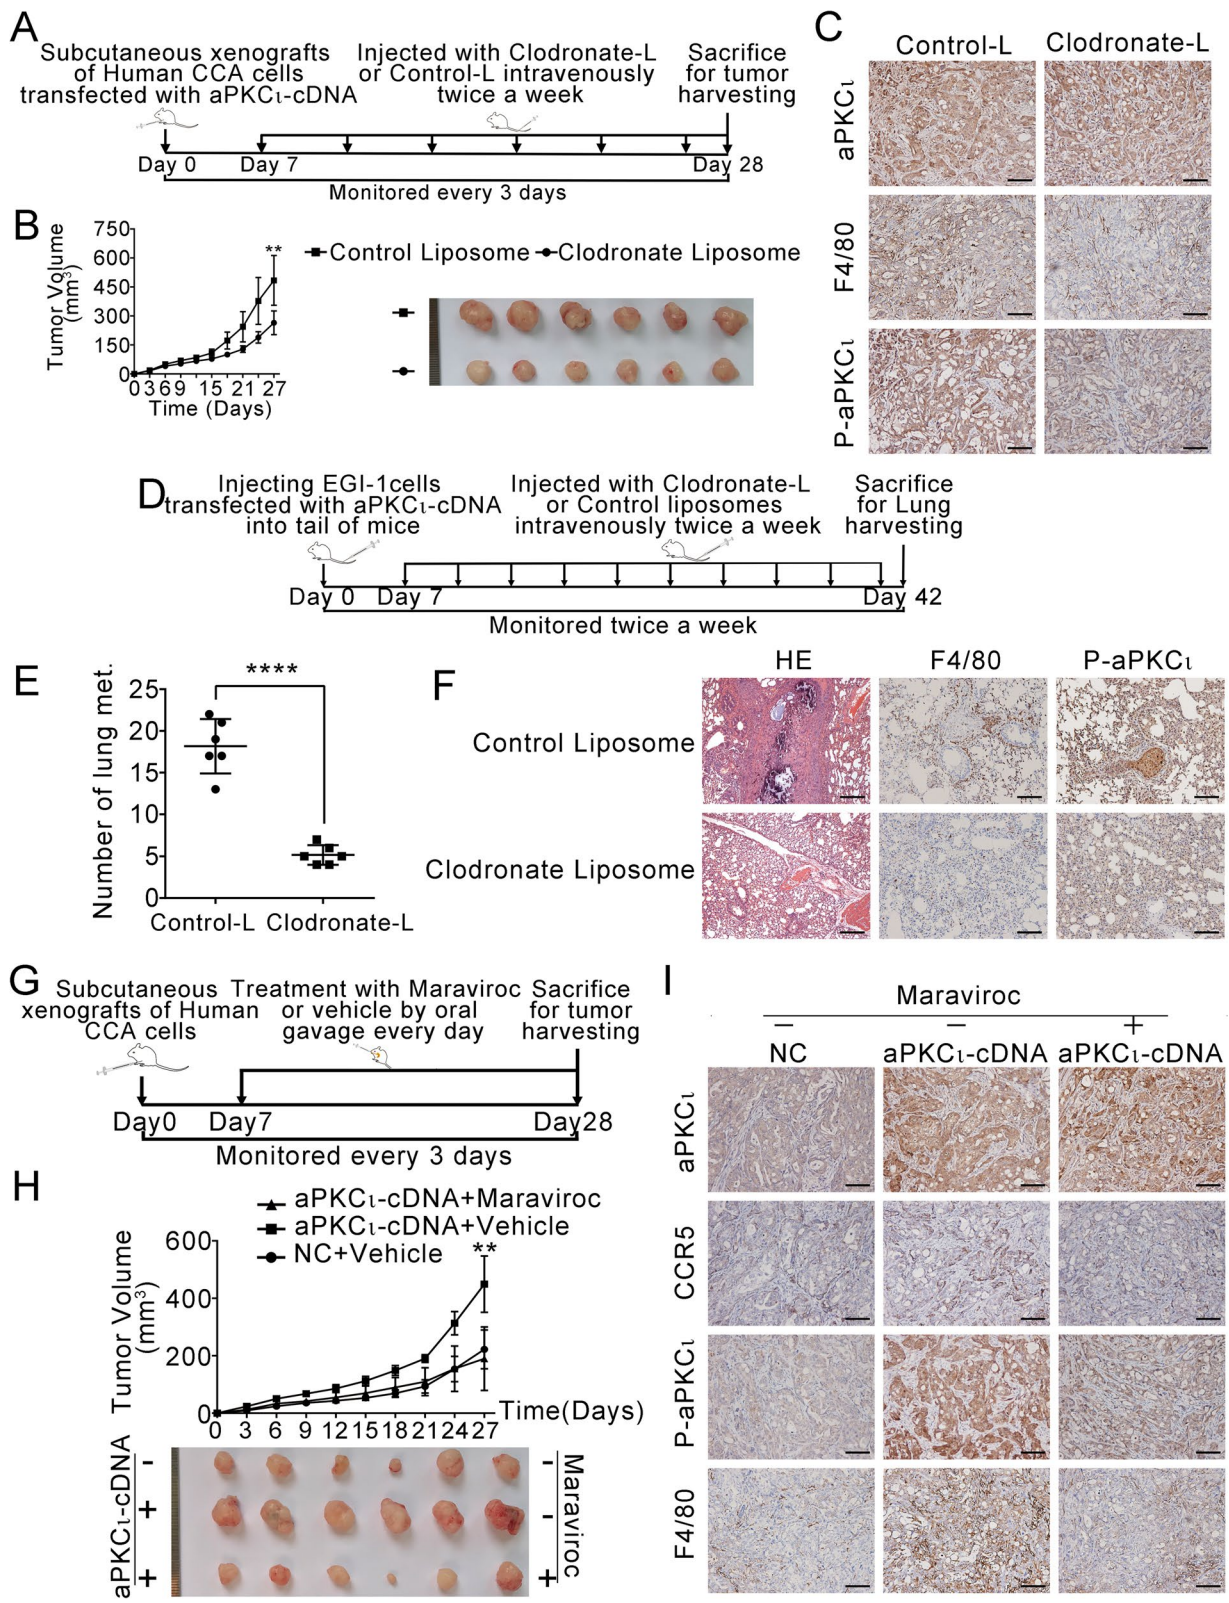 A
Subcutaneous xenografts
of Human CCA cells
transfected with aPKCι-cDNA
Injected with Clodronate-L
or Control-L intravenously
twice a week
Sacrifice
for tumor
harvesting
Day 0
Day 7
Day 28
Monitored every 3 days
B
Tumor Volume
(mm³)
750
600
450
300
150
0
0 3 6 9 15 21 27
Time (Days)
**
Control Liposome
Clodronate Liposome
C
Control-L
Clodronate-L
aPKCι
F4/80
P-aPKCι
D
Injecting EGI-1cells
transfected with aPKCι-cDNA
into tail of mice
Injected with Clodronate-L
or Control liposomes
intravenously twice a week
Sacrifice
for Lung
harvesting
Day 0
Day 7
Day 42
Monitored twice a week
E
Number of lung met.
25
20
15
10
5
0
****
Control-L
Clodronate-L
F
HE
F4/80
P-aPKCι
Control Liposome
Clodronate Liposome
G
Subcutaneous
xenografts of Human
CCA cells
Treatment with Maraviroc
or vehicle by oral
gavage every day
Sacrifice
for tumor
harvesting
Day0
Day7
Day28
Monitored every 3 days
H
aPKCι-cDNA+Maraviroc
aPKCι-cDNA+Vehicle
NC+Vehicle
**
Tumor Volume
(mm³)
600
400
200
0
0 3 6 9 12 15 18 21 24 27
Time(Days)
aPKCι-cDNA
- + +
Maraviroc
- - +
I
Maraviroc
− − +
NC
aPKCι-cDNA
aPKCι-cDNA
aPKCι
CCR5
P-aPKCι
F4/80